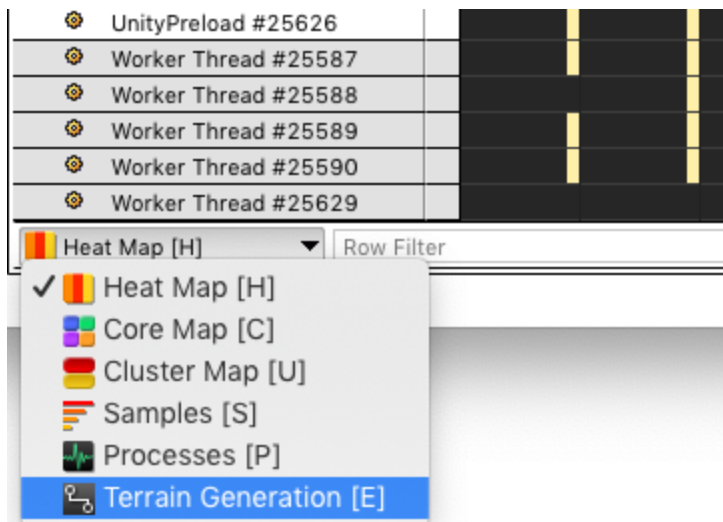 UnityPreload #25626
Worker Thread #25587
Worker Thread #25588
Worker Thread #25589
Worker Thread #25590
Worker Thread #25629
Heat Map [H] Row Filter
Heat Map [H]
Core Map [C]
Cluster Map [U]
Samples [S]
Processes [P]
Terrain Generation [E]